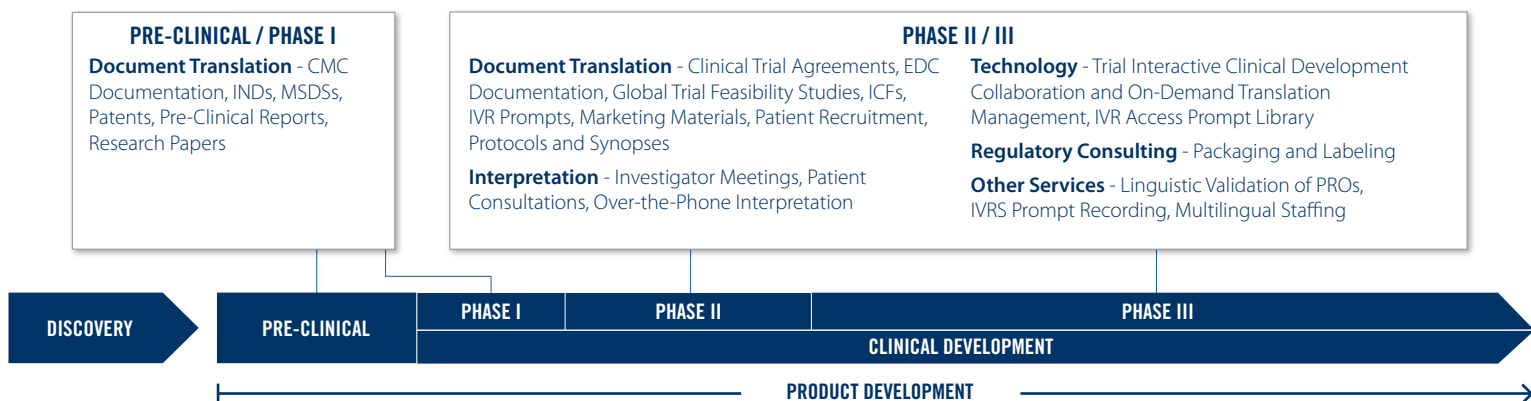 PRE-CLINICAL / PHASE I
Document Translation - CMC
Documentation, INDs, MSDSs,
Patents, Pre-Clinical Reports,
Research Papers
PHASE II / III
Document Translation - Clinical Trial Agreements, EDC
Documentation, Global Trial Feasibility Studies, ICFs,
IVR Prompts, Marketing Materials, Patient Recruitment,
Protocols and Synopses
Interpretation - Investigator Meetings, Patient
Consultations, Over-the-Phone Interpretation
Technology - Trial Interactive Clinical Development
Collaboration and On-Demand Translation
Management, IVR Access Prompt Library
Regulatory Consulting - Packaging and Labeling
Other Services - Linguistic Validation of PROs,
IVRS Prompt Recording, Multilingual Staffing
DISCOVERY
PRE-CLINICAL
PHASE I
PHASE II
PHASE III
CLINICAL DEVELOPMENT
PRODUCT DEVELOPMENT